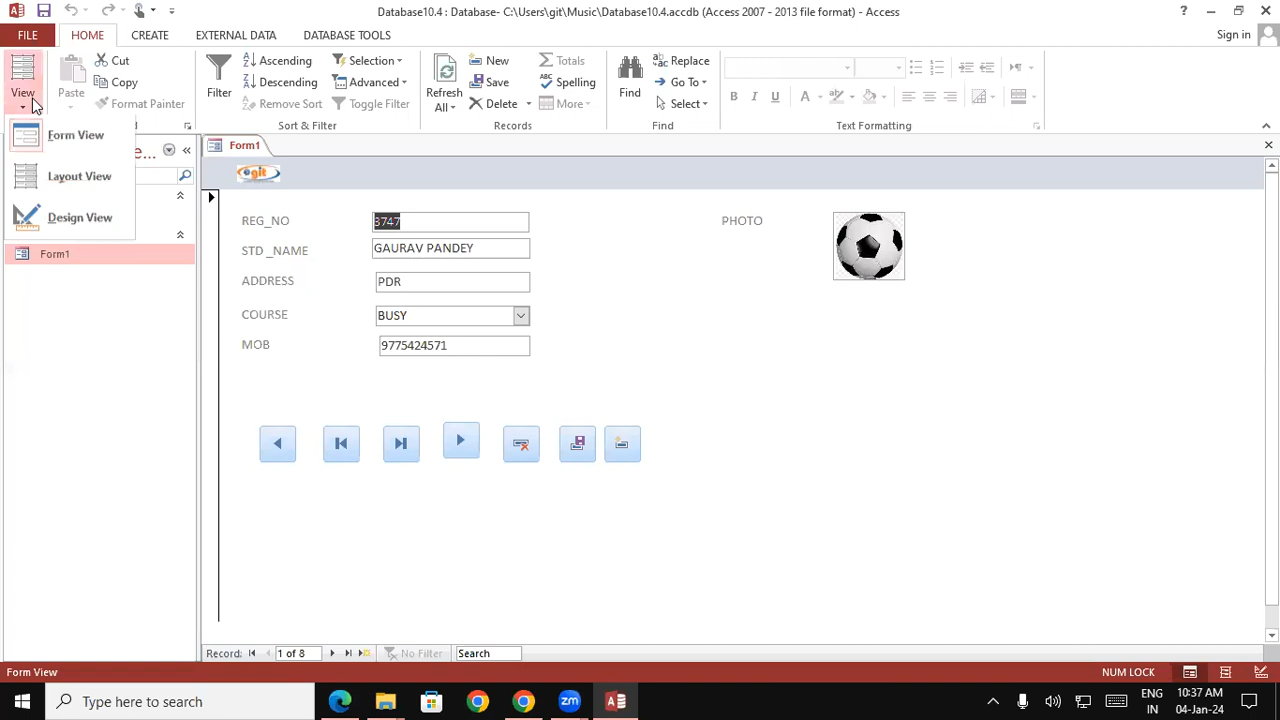 Database10.4 : Database- C:\Users\git\Music\Database10.4.accdb (Access 2007 - 2013 file format) - Access
FILE HOME CREATE EXTERNAL DATA DATABASE TOOLS Sign in
View Paste Cut Copy Format Painter
Filter Ascending Descending Remove Sort Selection Advanced Toggle Filter
Refresh All New Save Delete Totals Spelling More
Find Replace Go To Select
B I U A
Sort & Filter Records Find Text Formatting
Form View
Layout View
Design View
e...
Form1
Form1
egit
REG_NO 3747 PHOTO
STD _NAME GAURAV PANDEY
ADDRESS PDR
COURSE BUSY
MOB 9775424571
Record: 1 of 8 No Filter Search
Form View NUM LOCK
Type here to search
ENG IN
10:37 AM
04-Jan-24